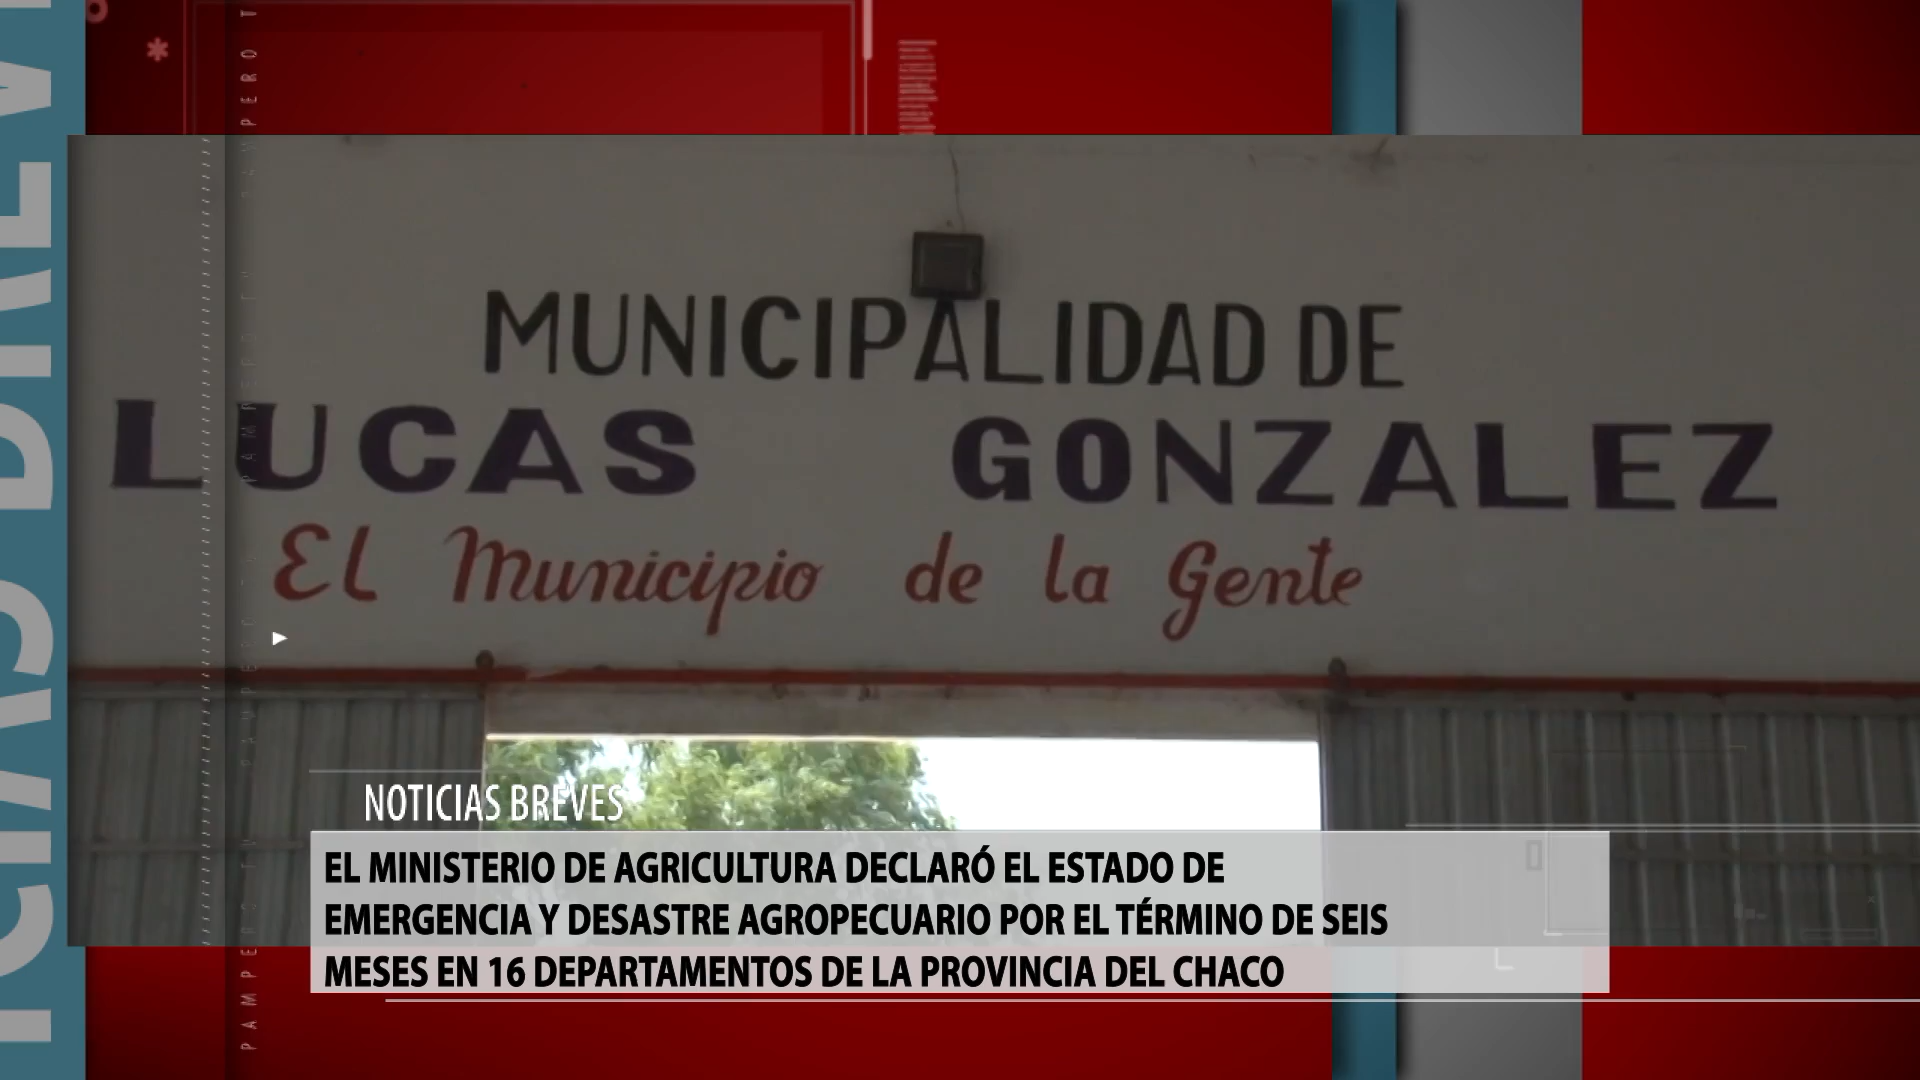 MUNICIPALIDAD DE
LUCAS GONZALEZ
El Municipio de la Gente
NOTICIAS BREVES
EL MINISTERIO DE AGRICULTURA DECLARÓ EL ESTADO DE
EMERGENCIA Y DESASTRE AGROPECUARIO POR EL TÉRMINO DE SEIS
MESES EN 16 DEPARTAMENTOS DE LA PROVINCIA DEL CHACO